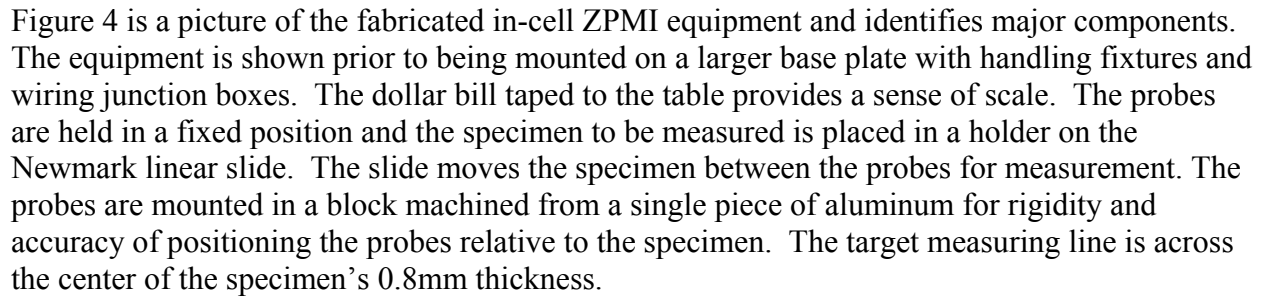 Figure 4 is a picture of the fabricated in-cell ZPMI equipment and identifies major components.
The equipment is shown prior to being mounted on a larger base plate with handling fixtures and
wiring junction boxes.  The dollar bill taped to the table provides a sense of scale.  The probes
are held in a fixed position and the specimen to be measured is placed in a holder on the
Newmark linear slide.  The slide moves the specimen between the probes for measurement. The
probes are mounted in a block machined from a single piece of aluminum for rigidity and
accuracy of positioning the probes relative to the specimen.  The target measuring line is across
the center of the specimen’s 0.8mm thickness.